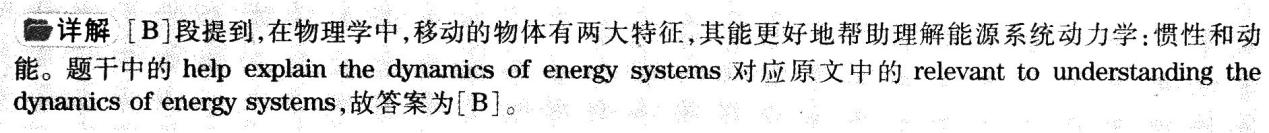 详解 [B]段提到,在物理学中,移动的物体有两大特征,其能更好地帮助理解能源系统动力学:惯性和动
能。题干中的 help explain the dynamics of energy systems 对应原文中的 relevant to understanding the
dynamics of energy systems,故答案为[B]。